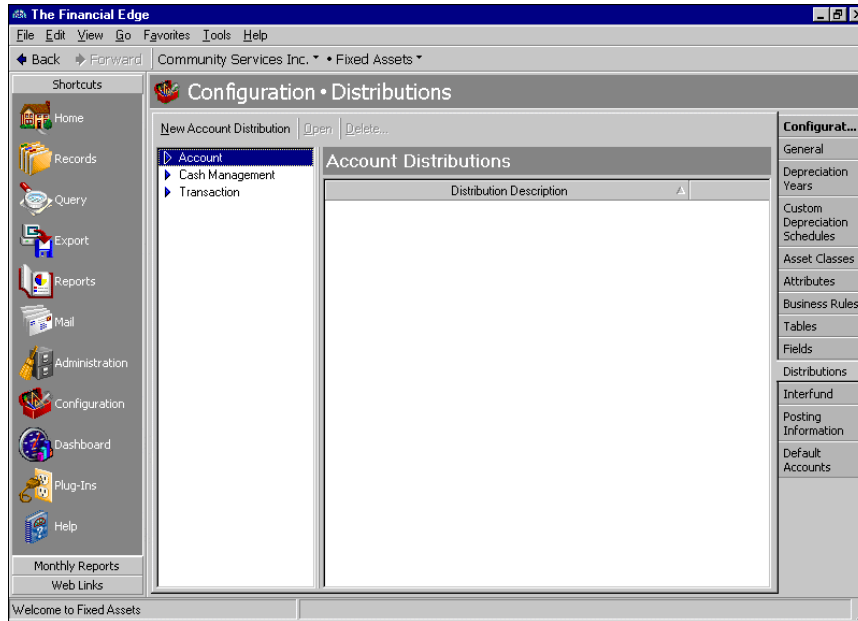 The Financial Edge
File Edit View Go Favorites Tools Help
Back Forward Community Services Inc. • Fixed Assets
Shortcuts
Home
Records
Query
Export
Reports
Mail
Administration
Configuration
Dashboard
Plug-Ins
Help
Monthly Reports
Web Links
Configuration • Distributions
New Account Distribution Open Delete...
Account
Cash Management
Transaction
Account Distributions
Distribution Description
Configurat...
General
Depreciation
Years
Custom
Depreciation
Schedules
Asset Classes
Attributes
Business Rules
Tables
Fields
Distributions
Interfund
Posting
Information
Default
Accounts
Welcome to Fixed Assets